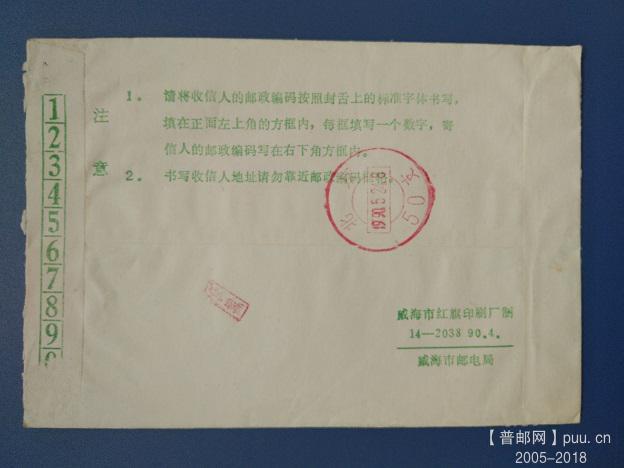 1
2
3
4
5
6
7
8
9
注
意
1. 请将收信人的邮政编码按照封舌上的标准字体书写,
填在正面左上角的方框内,每框填写一个数字,寄
信人的邮政编码写在右下角方框内。
2. 书写收信人地址请勿靠近邮政编码
北京
50
威海市红旗印刷厂制
14—2038 90.4.
威海市邮电局
【普邮网】puu.cn
2005-2018